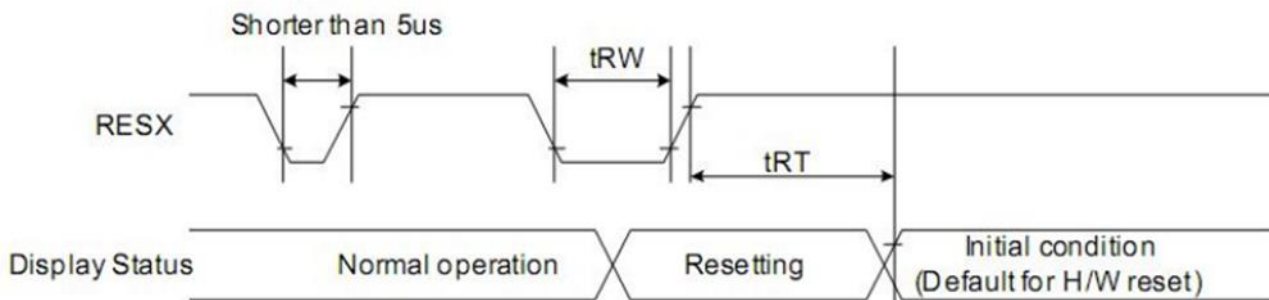 Shorter than 5us
tRW
RESX
tRT
Display Status
Normal operation
Resetting
Initial condition
(Default for H/W reset)